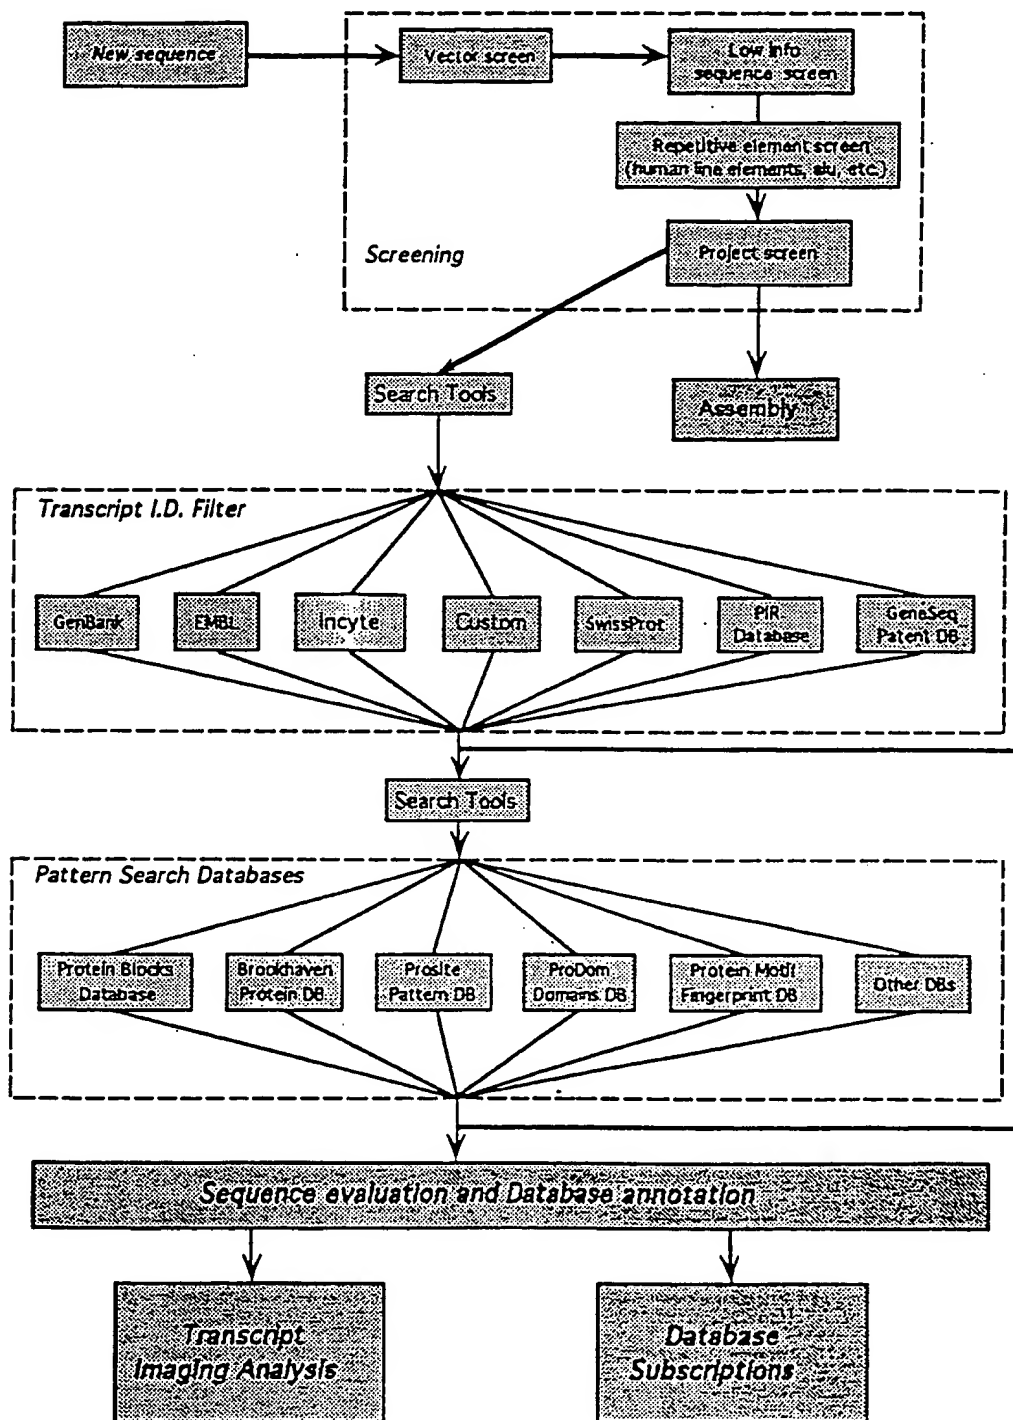 New sequence
Vector screen
Low info
sequence screen
Repetitive element screen
(human line elements, alu, etc.)
Screening
Project screen
Search Tools
Assembly
Transcript I.D. Filter
GenBank
EMBL
Incyte
Custom
SwissProt
PIR
Database
GeneSeq
Patent DB
Search Tools
Pattern Search Databases
Protein Blocks
Database
Brookhaven
Protein DB
Prosite
Pattern DB
ProDom
Domains DB
Protein Motif
Fingerprint DB
Other DBs
Sequence evaluation and Database annotation
Transcript
Imaging Analysis
Database
Subscriptions